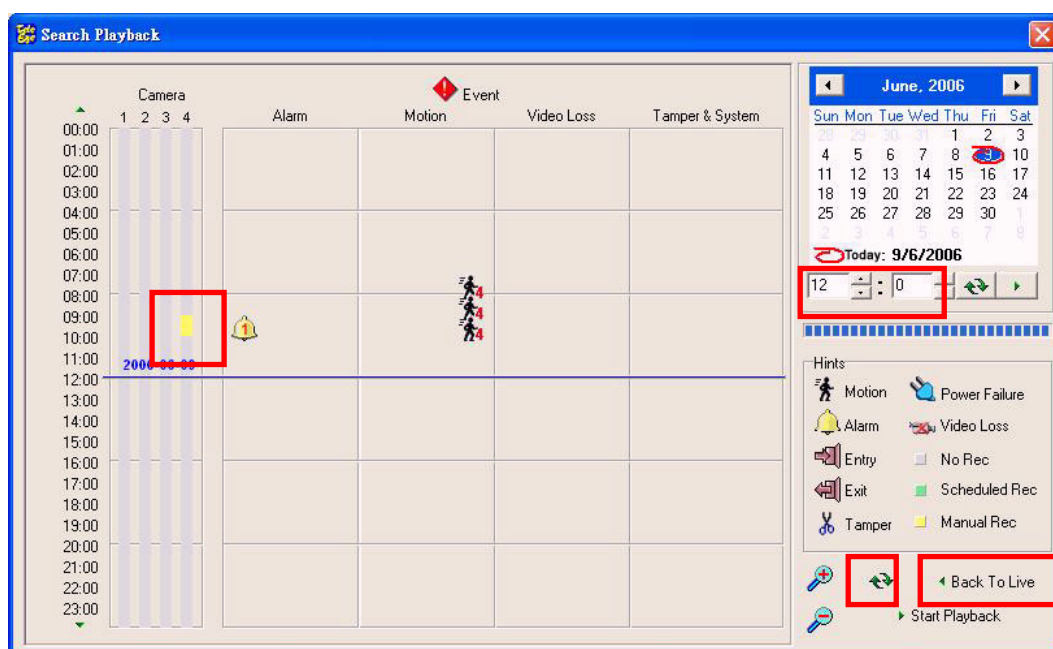 Search Playback
Camera
Event
1 2 3 4
Alarm Motion Video Loss Tamper & System
00:00
01:00
02:00
03:00
04:00
05:00
06:00
07:00
08:00
09:00
10:00
11:00
12:00
13:00
14:00
15:00
16:00
17:00
18:00
19:00
20:00
21:00
22:00
23:00
4
4
4
1
June, 2006
Sun Mon Tue Wed Thu Fri Sat
28 29 30 31 1 2 3
4 5 6 7 8 9 10
11 12 13 14 15 16 17
18 19 20 21 22 23 24
25 26 27 28 29 30 1
2 3 4 5 6 7 8
Today: 9/6/2006
12 : 0
Hints
Motion Power Failure
Alarm Video Loss
Entry No Rec
Exit Scheduled Rec
Tamper Manual Rec
Back To Live
Start Playback